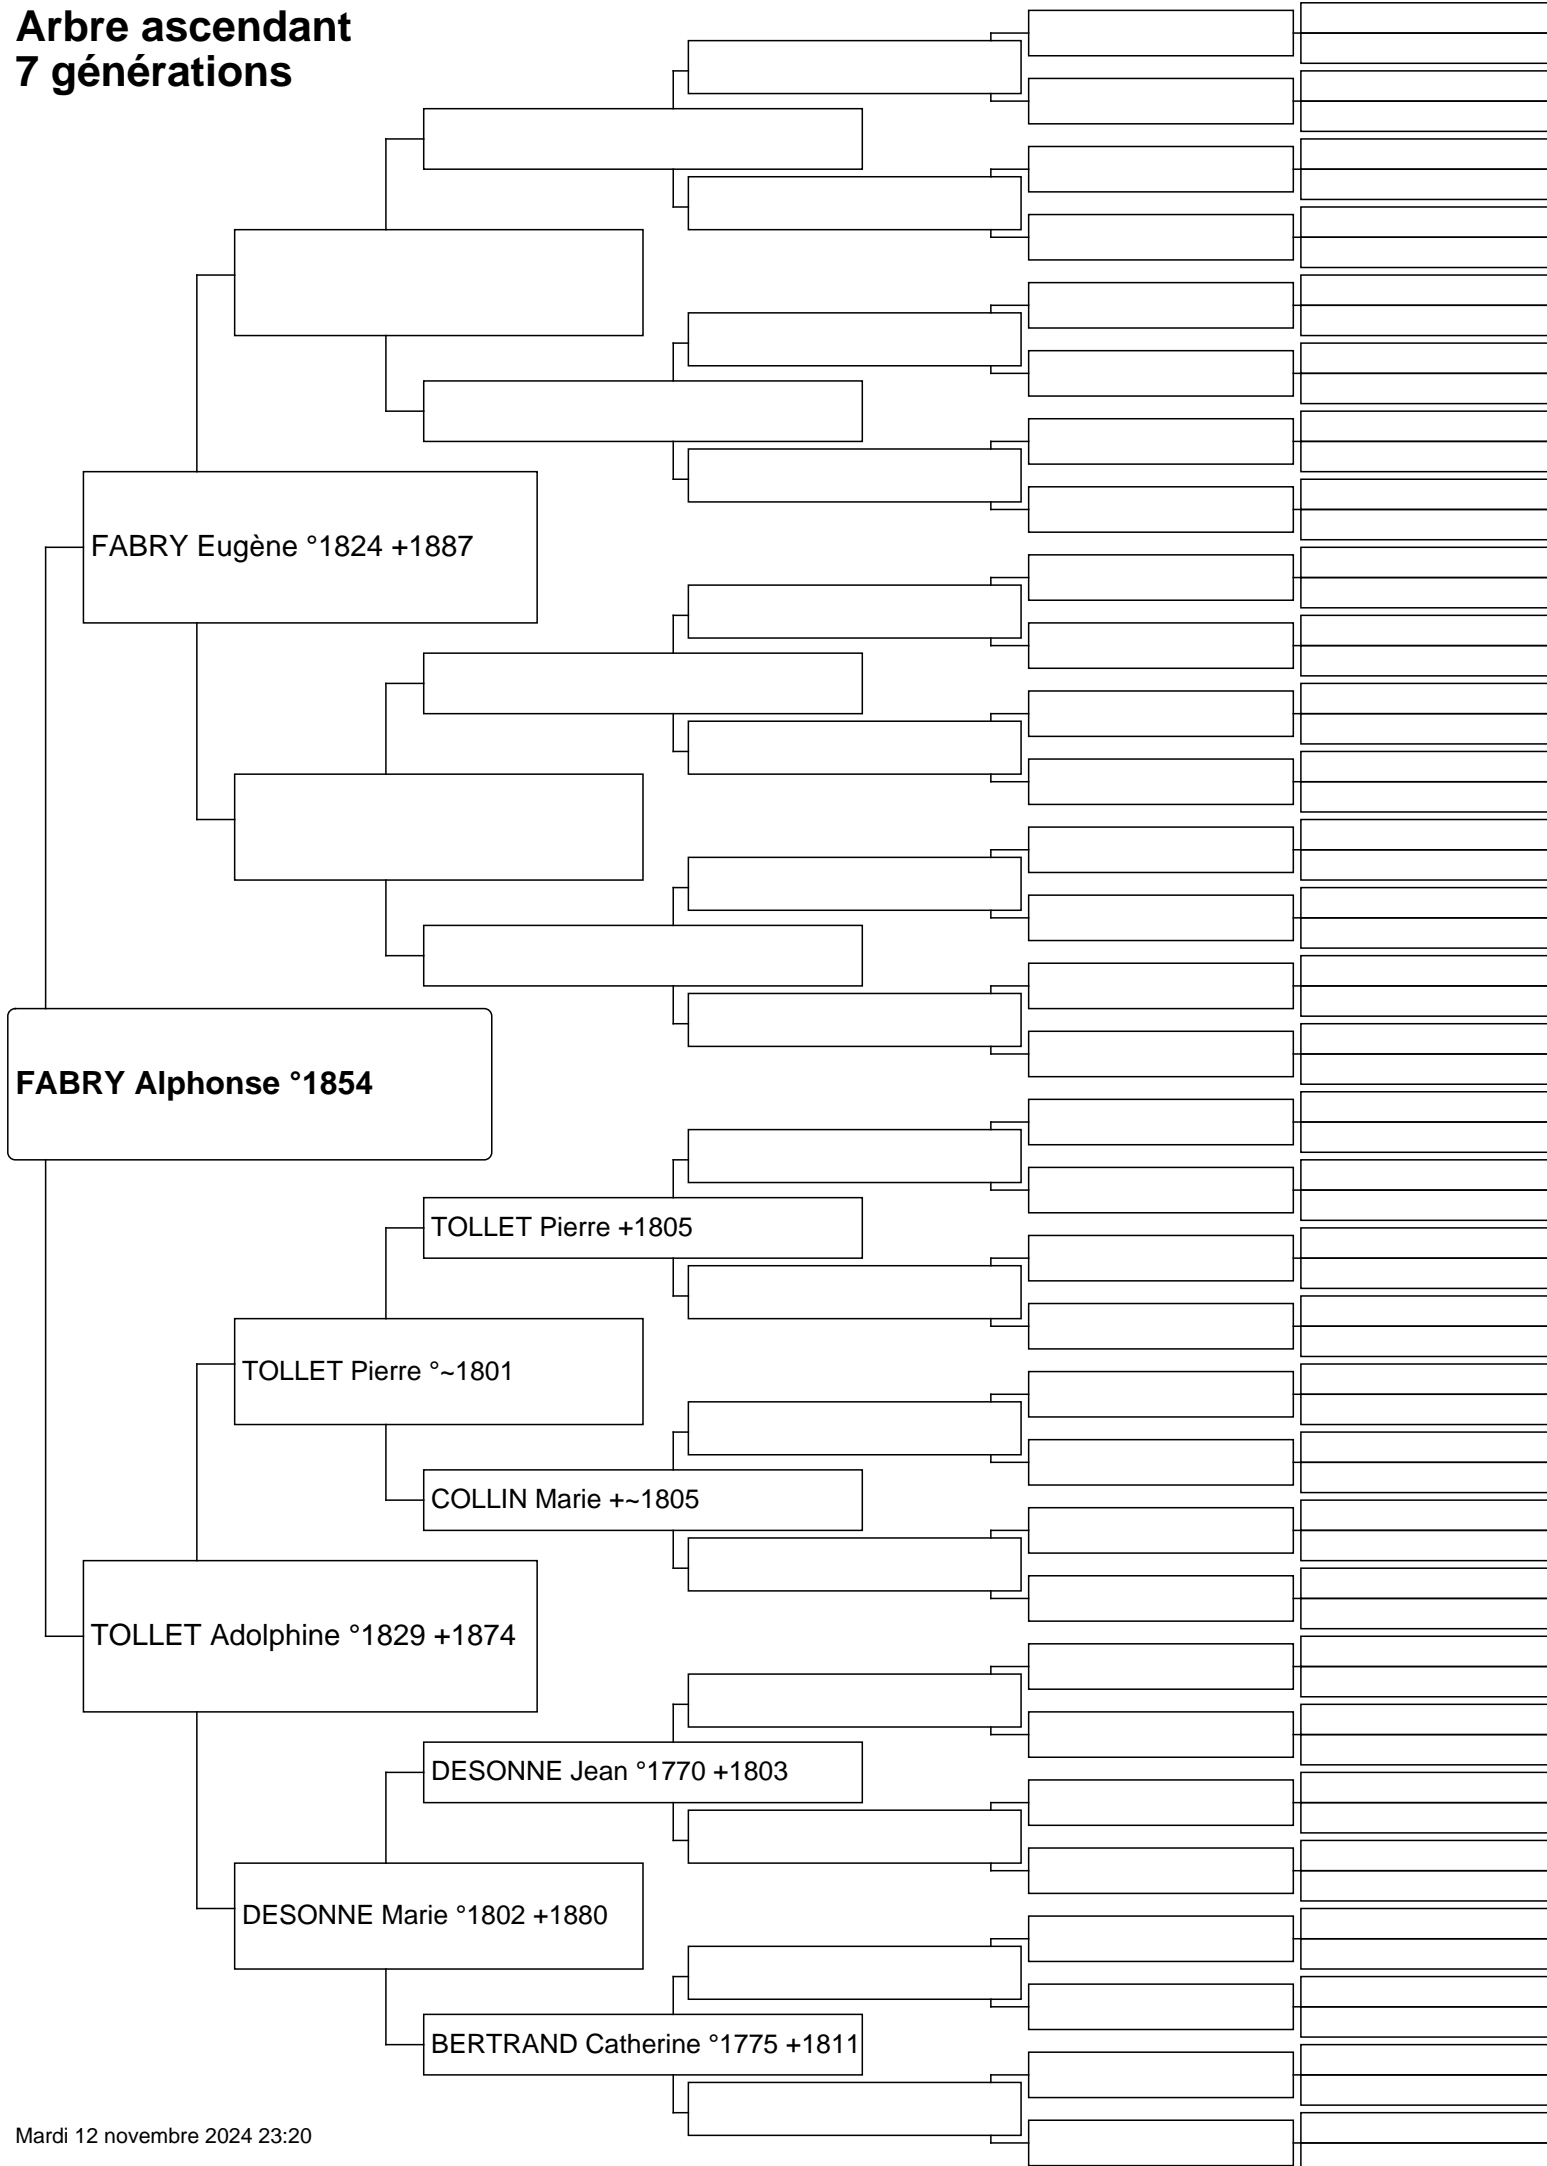 Arbre ascendant
7 générations
FABRY Eugène °1824 +1887
FABRY Alphonse °1854
TOLLET Pierre +1805
TOLLET Pierre °~1801
COLLIN Marie +~1805
TOLLET Adolphine °1829 +1874
DESONNE Jean °1770 +1803
DESONNE Marie °1802 +1880
BERTRAND Catherine °1775 +1811
Mardi 12 novembre 2024 23:20